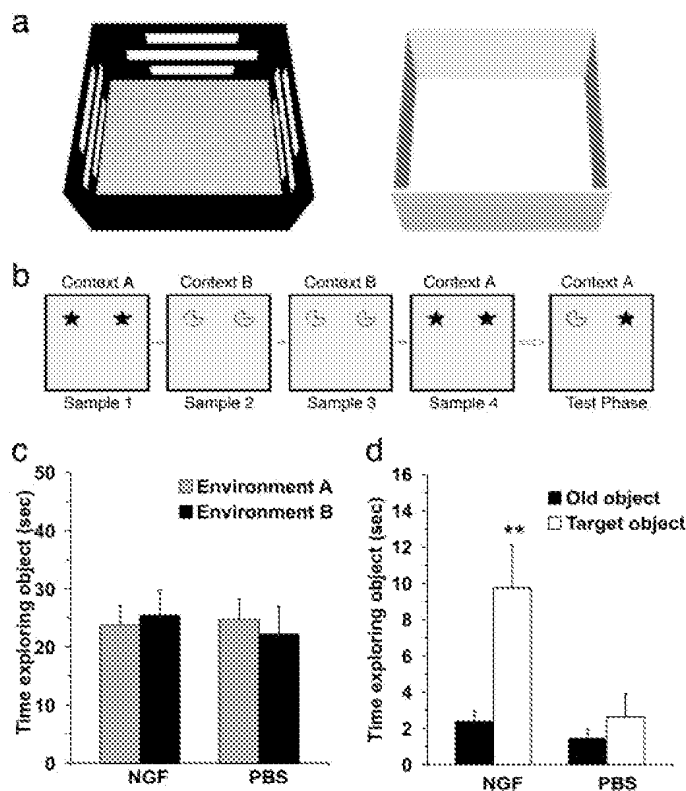 a
b
Context A Context B Context B Context A Context A
Sample 1 Sample 2 Sample 3 Sample 4 Test Phase
c
Time exploring object (sec)
50
40
30
20
10
0
Environment A
Environment B
NGF PBS
d
Time exploring object (sec)
16
14
12
10
8
6
4
2
0
Old object
Target object
**
NGF PBS